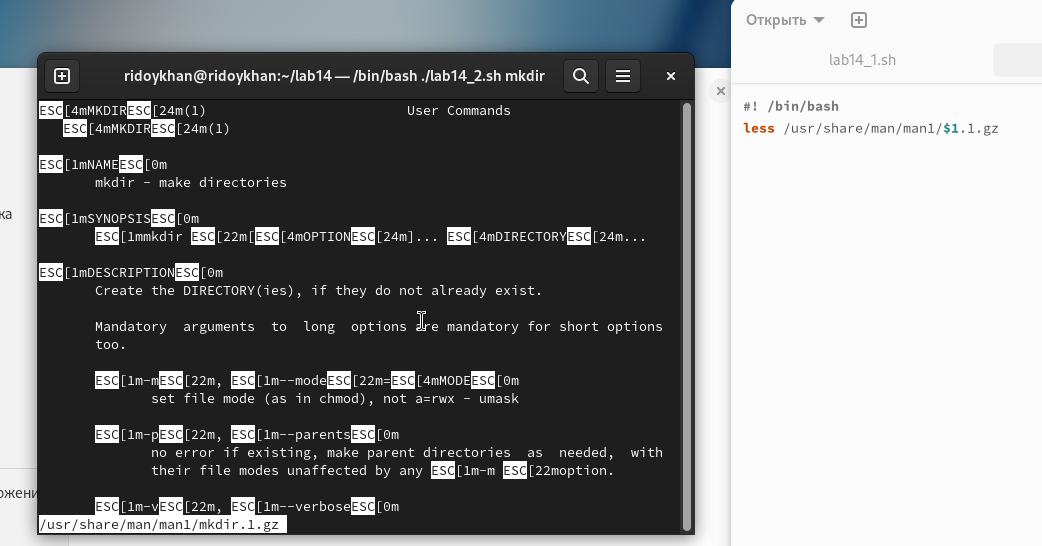 ridoykhan@ridoykhan:~/lab14 — /bin/bash ./lab14_2.sh mkdir
ESC[4mMKDIRESC[24m(1) User Commands
ESC[4mMKDIRESC[24m(1)
ESC[1mNAMEESC[0m
mkdir - make directories
ESC[1mSYNOPSISESC[0m
ESC[1mmkdir ESC[22m[ESC[4mOPTIONESC[24m]... ESC[4mDIRECTORYESC[24m...
ESC[1mDESCRIPTIONESC[0m
Create the DIRECTORY(ies), if they do not already exist.
Mandatory arguments to long options are mandatory for short options
too.
ESC[1m-mESC[22m, ESC[1m--modeESC[22m=ESC[4mMODEESC[0m
set file mode (as in chmod), not a=rwx - umask
ESC[1m-pESC[22m, ESC[1m--parentsESC[0m
no error if existing, make parent directories as needed, with
their file modes unaffected by any ESC[1m-m ESC[22moption.
ESC[1m-vESC[22m, ESC[1m--verboseESC[0m
/usr/share/man/man1/mkdir.1.gz
Открыть
lab14_1.sh
#! /bin/bash
less /usr/share/man/man1/$1.1.gz